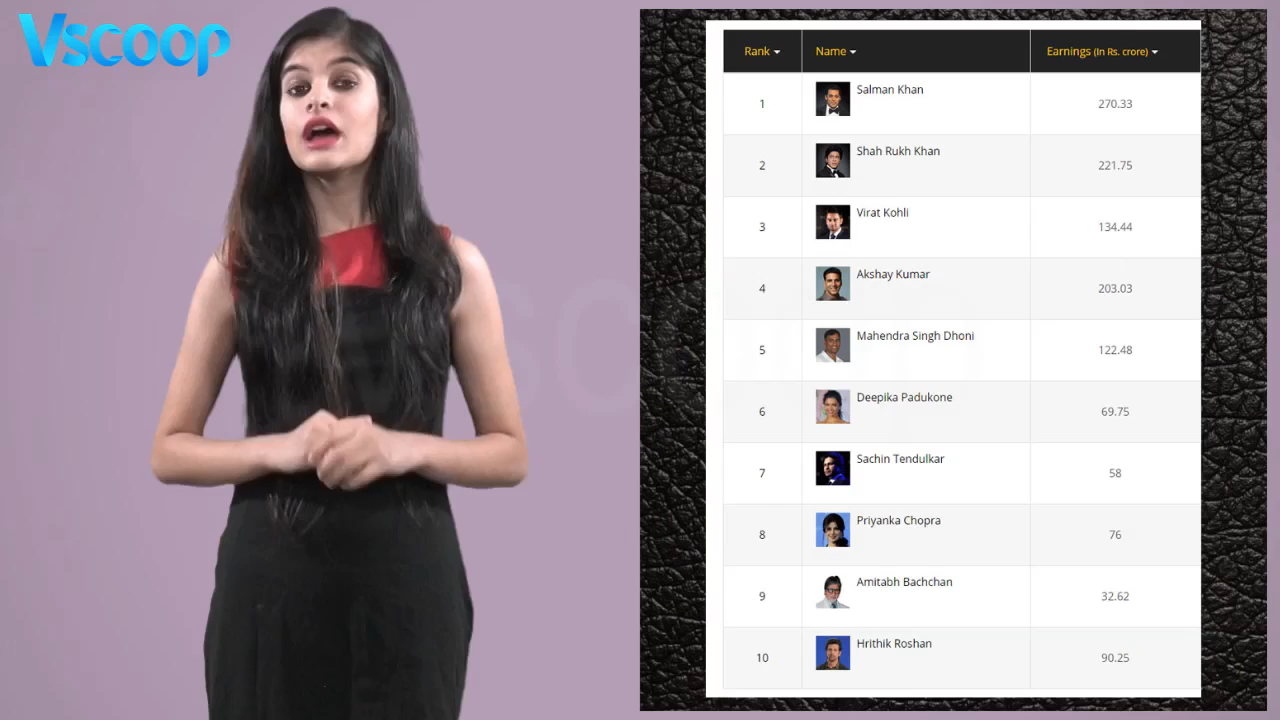 Vscoop
Rank Name Earnings (In Rs. crore)
1 Salman Khan 270.33
2 Shah Rukh Khan 221.75
3 Virat Kohli 134.44
4 Akshay Kumar 203.03
5 Mahendra Singh Dhoni 122.48
6 Deepika Padukone 69.75
7 Sachin Tendulkar 58
8 Priyanka Chopra 76
9 Amitabh Bachchan 32.62
10 Hrithik Roshan 90.25